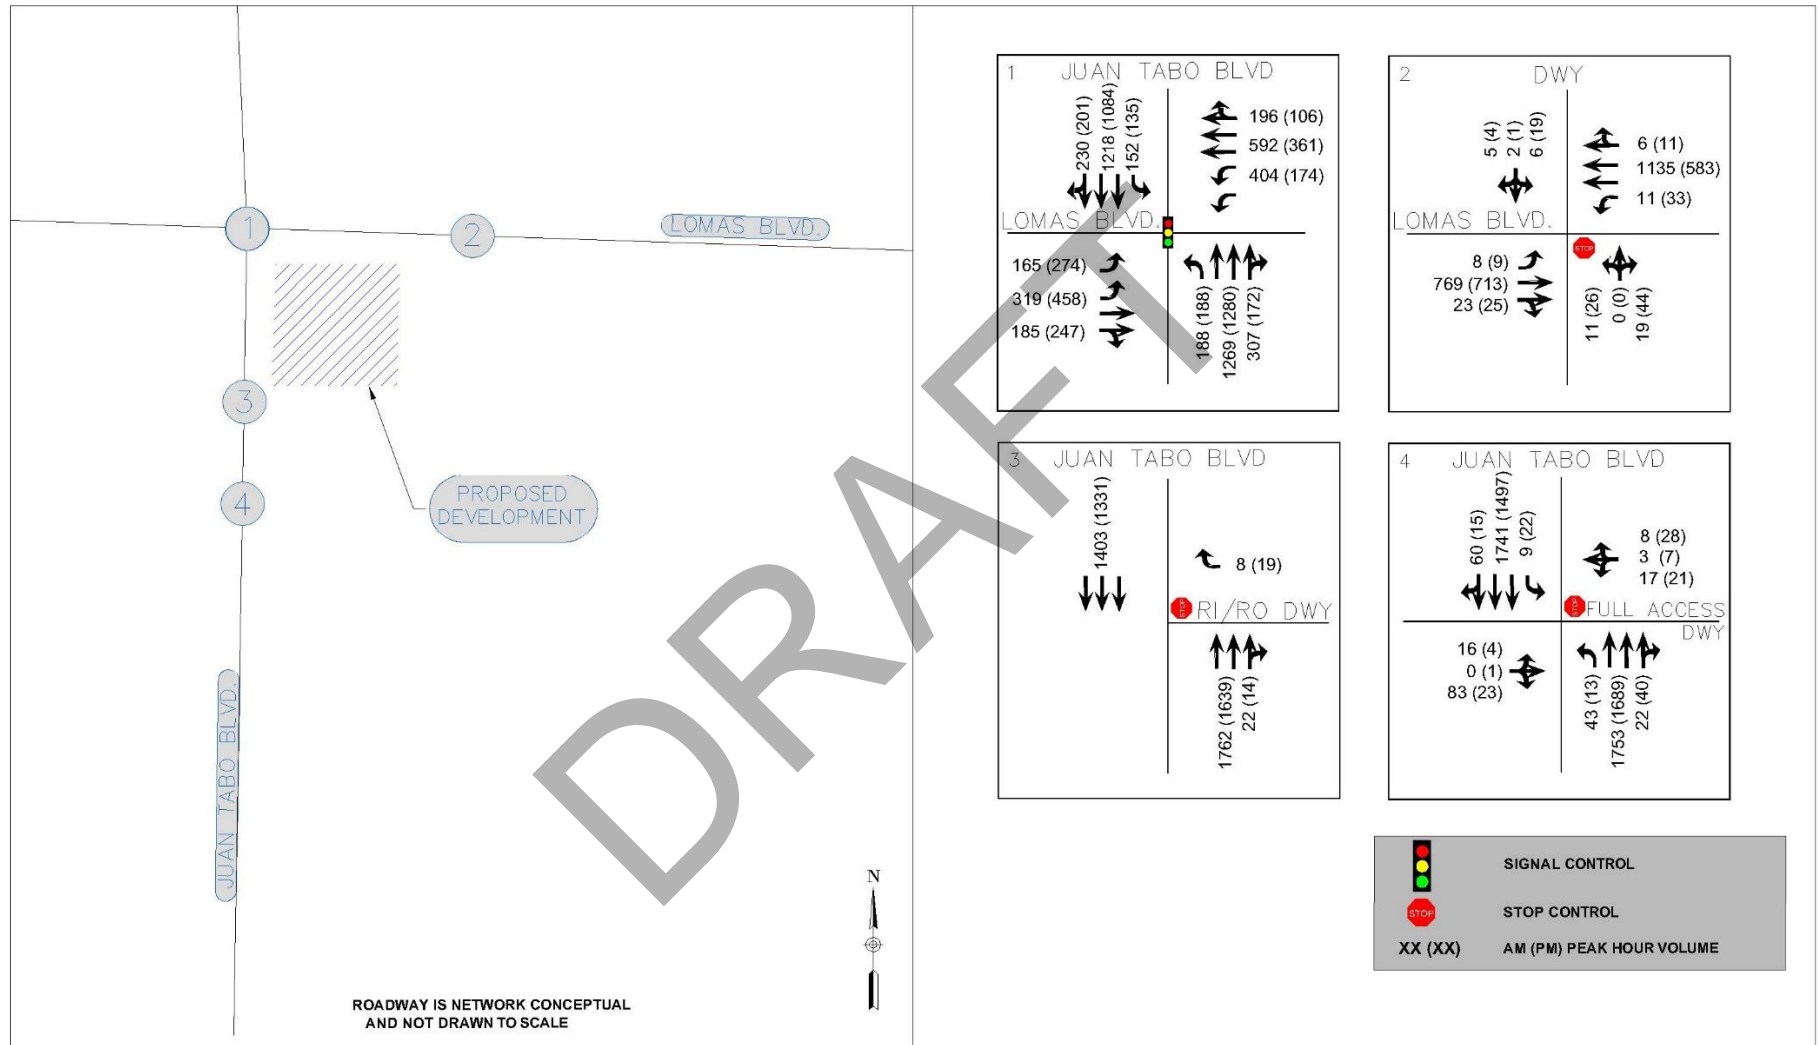 1
2
3
4
LOMAS BLVD.
PROPOSED
DEVELOPMENT
JUAN TABO BLVD.
N
ROADWAY IS NETWORK CONCEPTUAL
AND NOT DRAWN TO SCALE
DRAFT
1 JUAN TABO BLVD
230 (201)
1218 (1084)
152 (135)
196 (106)
592 (361)
404 (174)
LOMAS BLVD.
165 (274)
319 (458)
185 (247)
188 (188)
1269 (1280)
307 (172)
2 DWY
5 (4)
2 (1)
6 (19)
6 (11)
1135 (583)
11 (33)
LOMAS BLVD.
STOP
8 (9)
769 (713)
23 (25)
11 (26)
0 (0)
19 (44)
3 JUAN TABO BLVD
1403 (1331)
8 (19)
STOP
RI/RO DWY
1762 (1639)
22 (14)
4 JUAN TABO BLVD
60 (15)
1741 (1497)
9 (22)
8 (28)
3 (7)
17 (21)
STOP
FULL ACCESS
DWY
16 (4)
0 (1)
83 (23)
43 (13)
1753 (1689)
22 (40)
SIGNAL CONTROL
STOP
STOP CONTROL
XX (XX) AM (PM) PEAK HOUR VOLUME